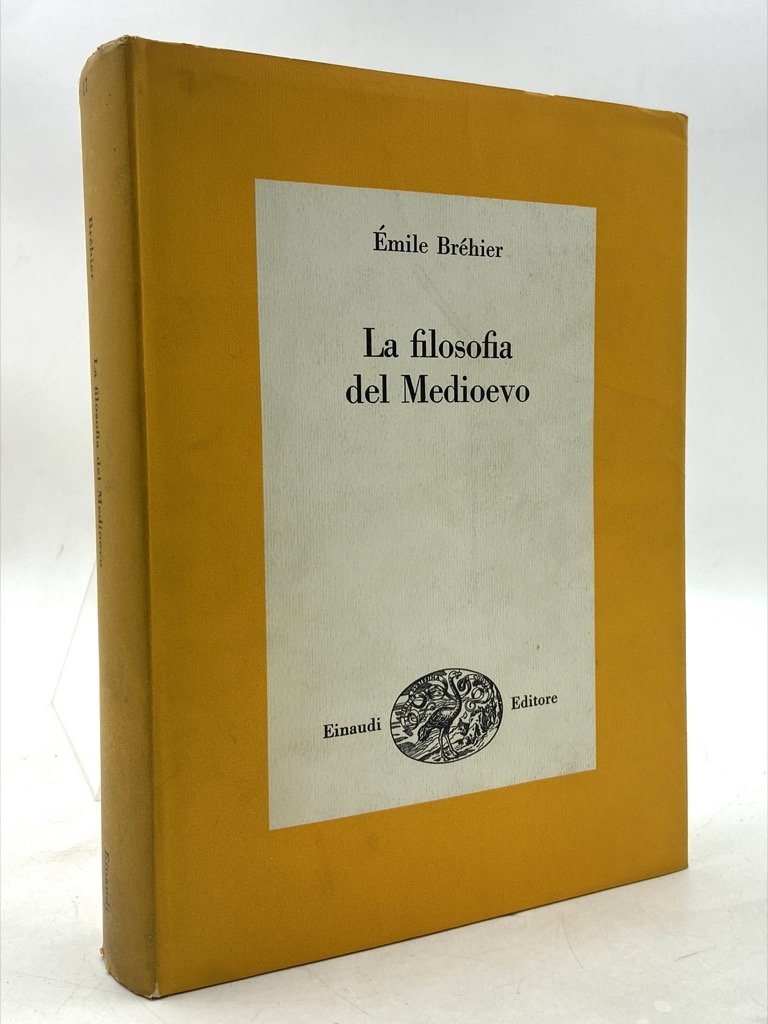 Émile Bréhier
La filosofia
del Medioevo
Einaudi
Editore
Bréhier
La filosofia del Medioevo
Einaudi